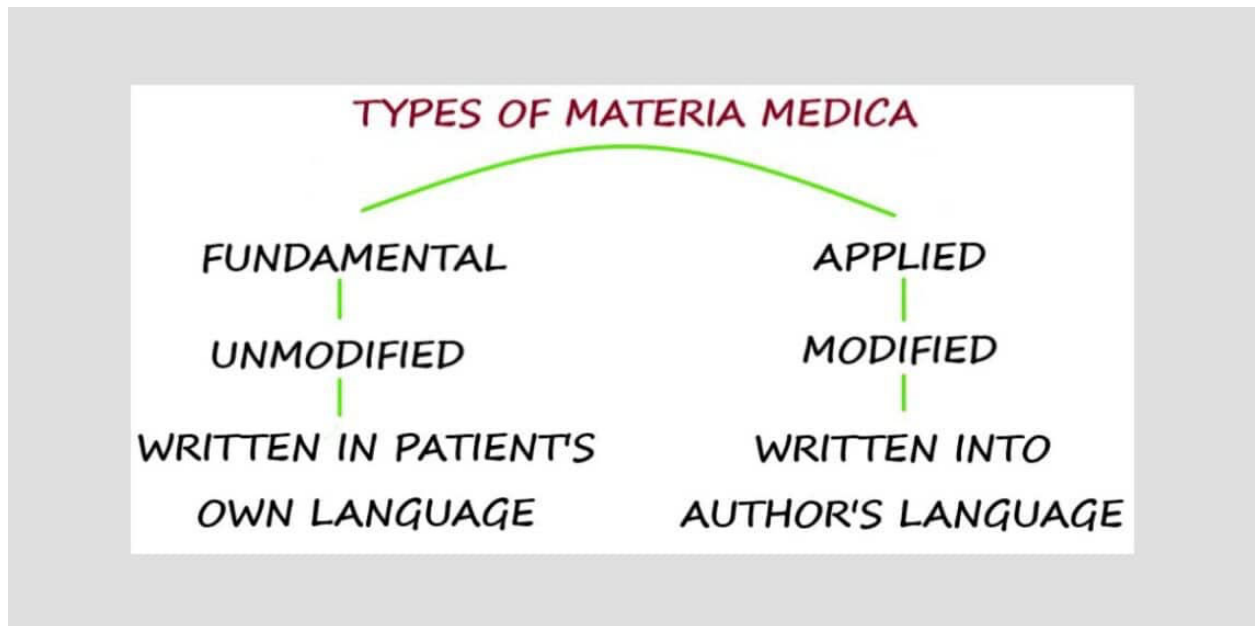 TYPES OF MATERIA MEDICA
FUNDAMENTAL
UNMODIFIED
WRITTEN IN PATIENT'S
OWN LANGUAGE
APPLIED
MODIFIED
WRITTEN INTO
AUTHOR'S LANGUAGE